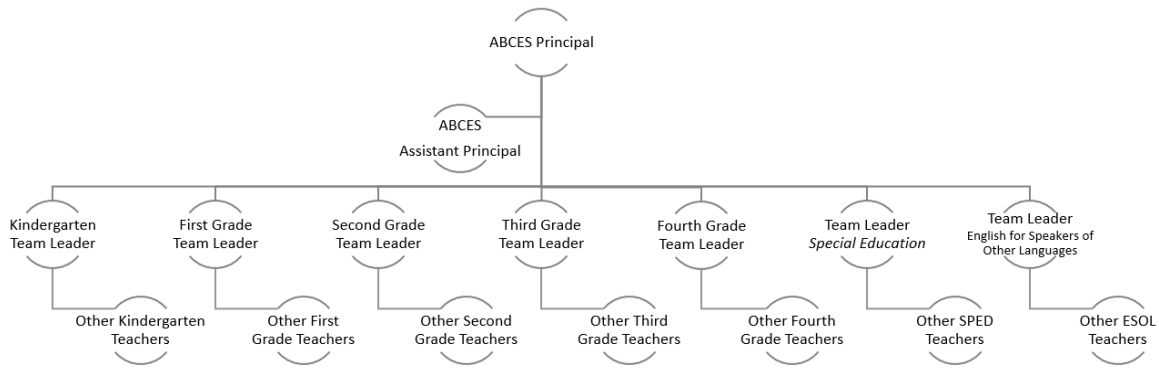 ABCES Principal
ABCES
Assistant Principal
Kindergarten
Team Leader
First Grade
Team Leader
Second Grade
Team Leader
Third Grade
Team Leader
Fourth Grade
Team Leader
Team Leader
Special Education
Team Leader
English for Speakers of
Other Languages
Other Kindergarten
Teachers
Other First
Grade Teachers
Other Second
Grade Teachers
Other Third
Grade Teachers
Other Fourth
Grade Teachers
Other SPED
Teachers
Other ESOL
Teachers